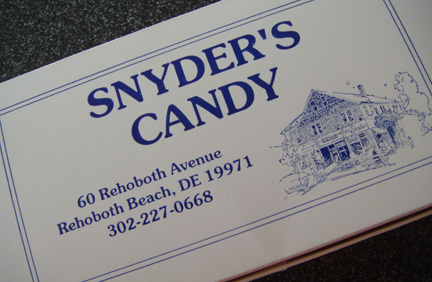 SNYDER'S
CANDY
60 Rehoboth Avenue
Rehoboth Beach, DE 19971
302-227-0668